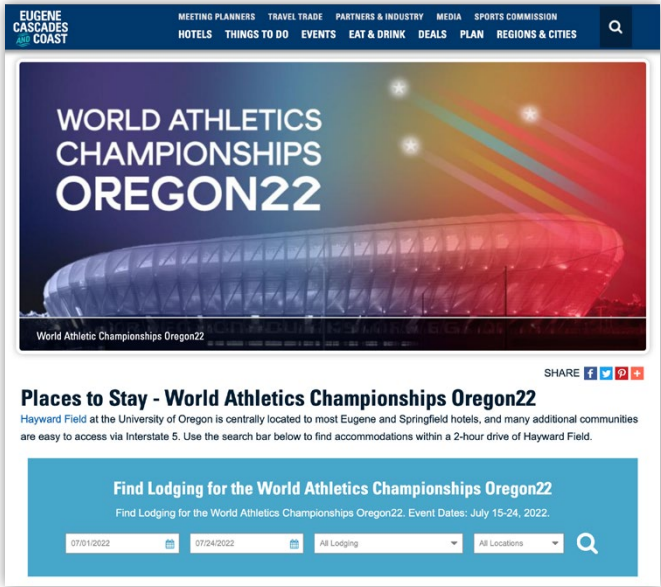 EUGENE
CASCADES
AND COAST
MEETING PLANNERS TRAVEL TRADE PARTNERS & INDUSTRY MEDIA SPORTS COMMISSION
HOTELS THINGS TO DO EVENTS EAT & DRINK DEALS PLAN REGIONS & CITIES
WORLD ATHLETICS
CHAMPIONSHIPS
OREGON22
World Athletic Championships Oregon22
SHARE
Places to Stay - World Athletics Championships Oregon22
Hayward Field at the University of Oregon is centrally located to most Eugene and Springfield hotels, and many additional communities
are easy to access via Interstate 5. Use the search bar below to find accommodations within a 2-hour drive of Hayward Field.
Find Lodging for the World Athletics Championships Oregon22
Find Lodging for the World Athletics Championships Oregon22. Event Dates: July 15-24, 2022.
07/01/2022 07/24/2022 All Lodging All Locations